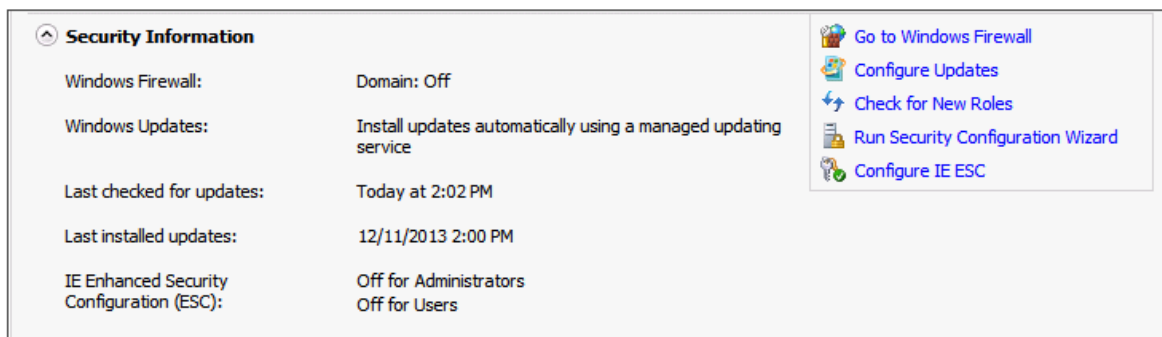 Security Information
Windows Firewall: Domain: Off
Windows Updates: Install updates automatically using a managed updating
service
Last checked for updates: Today at 2:02 PM
Last installed updates: 12/11/2013 2:00 PM
IE Enhanced Security Off for Administrators
Configuration (ESC): Off for Users
Go to Windows Firewall
Configure Updates
Check for New Roles
Run Security Configuration Wizard
Configure IE ESC